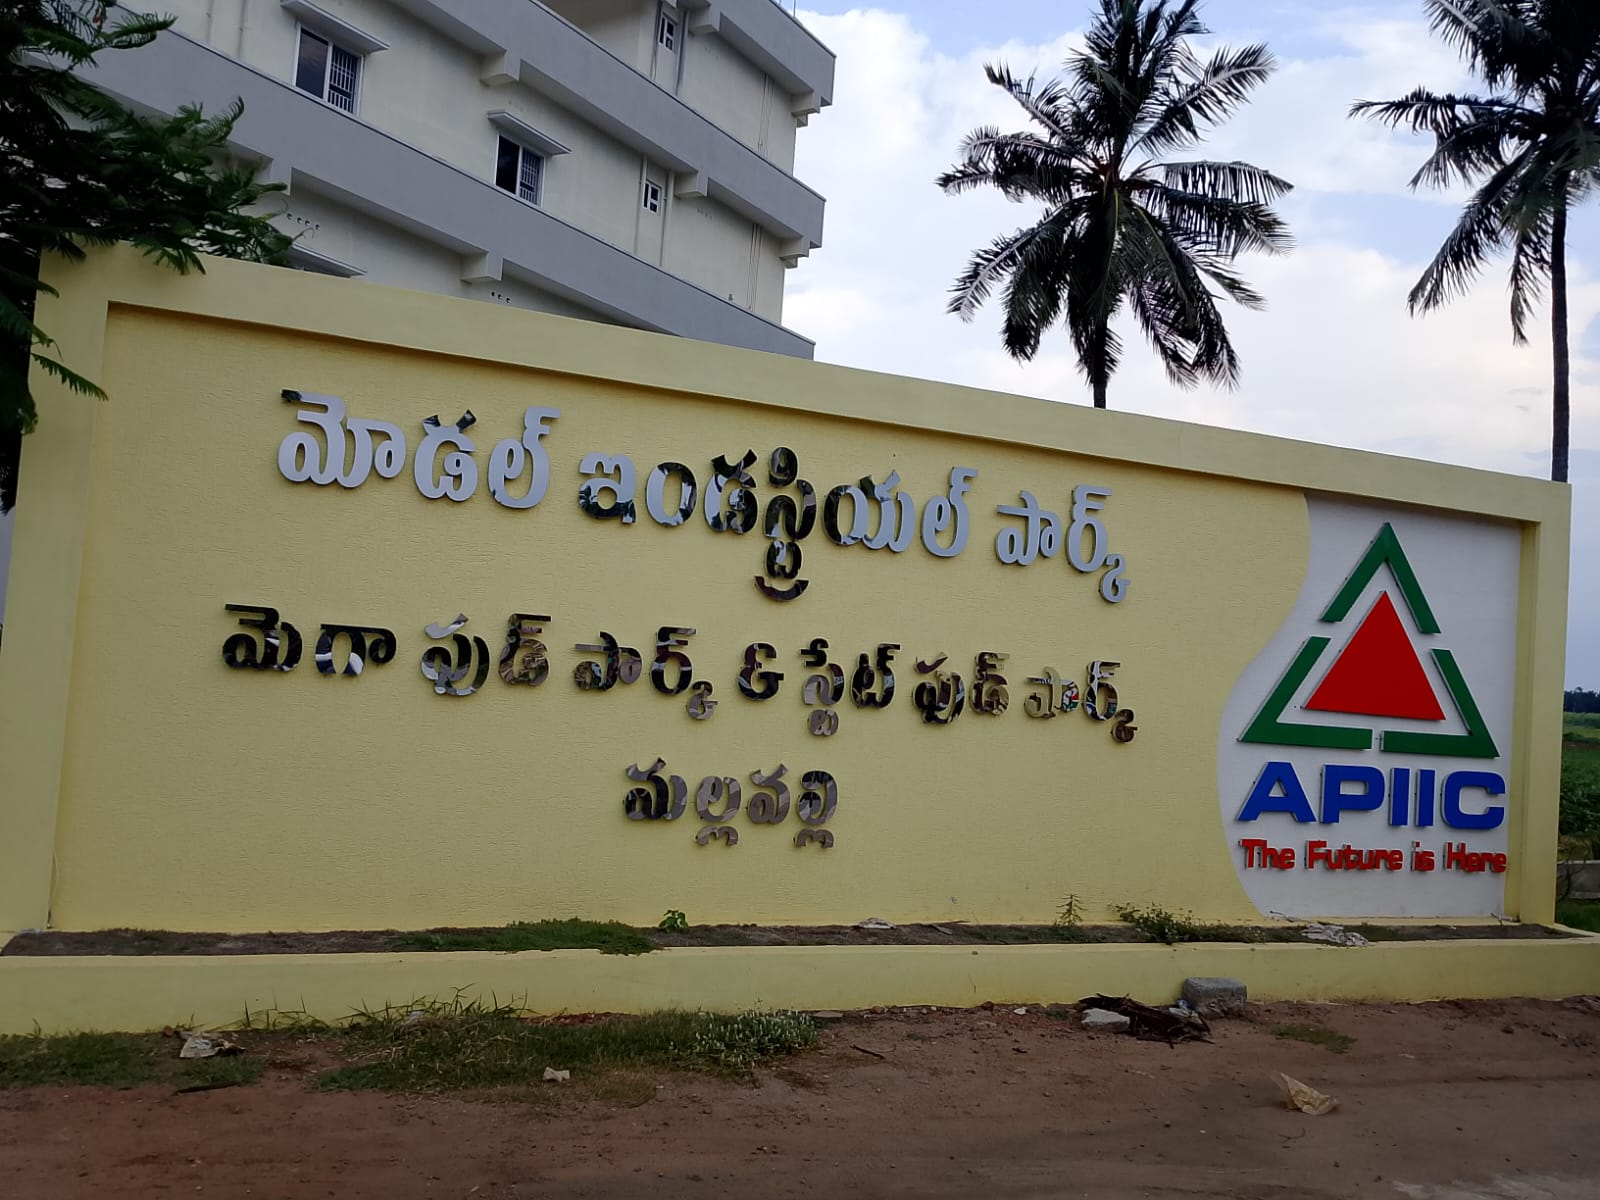 మోడల్ ఇండస్ట్రియల్ పార్క్
మెగా ఫుడ్ పార్క్ & స్టేట్ ఫుడ్ పార్క్
మల్లవల్లి
APIIC
The Future is Here